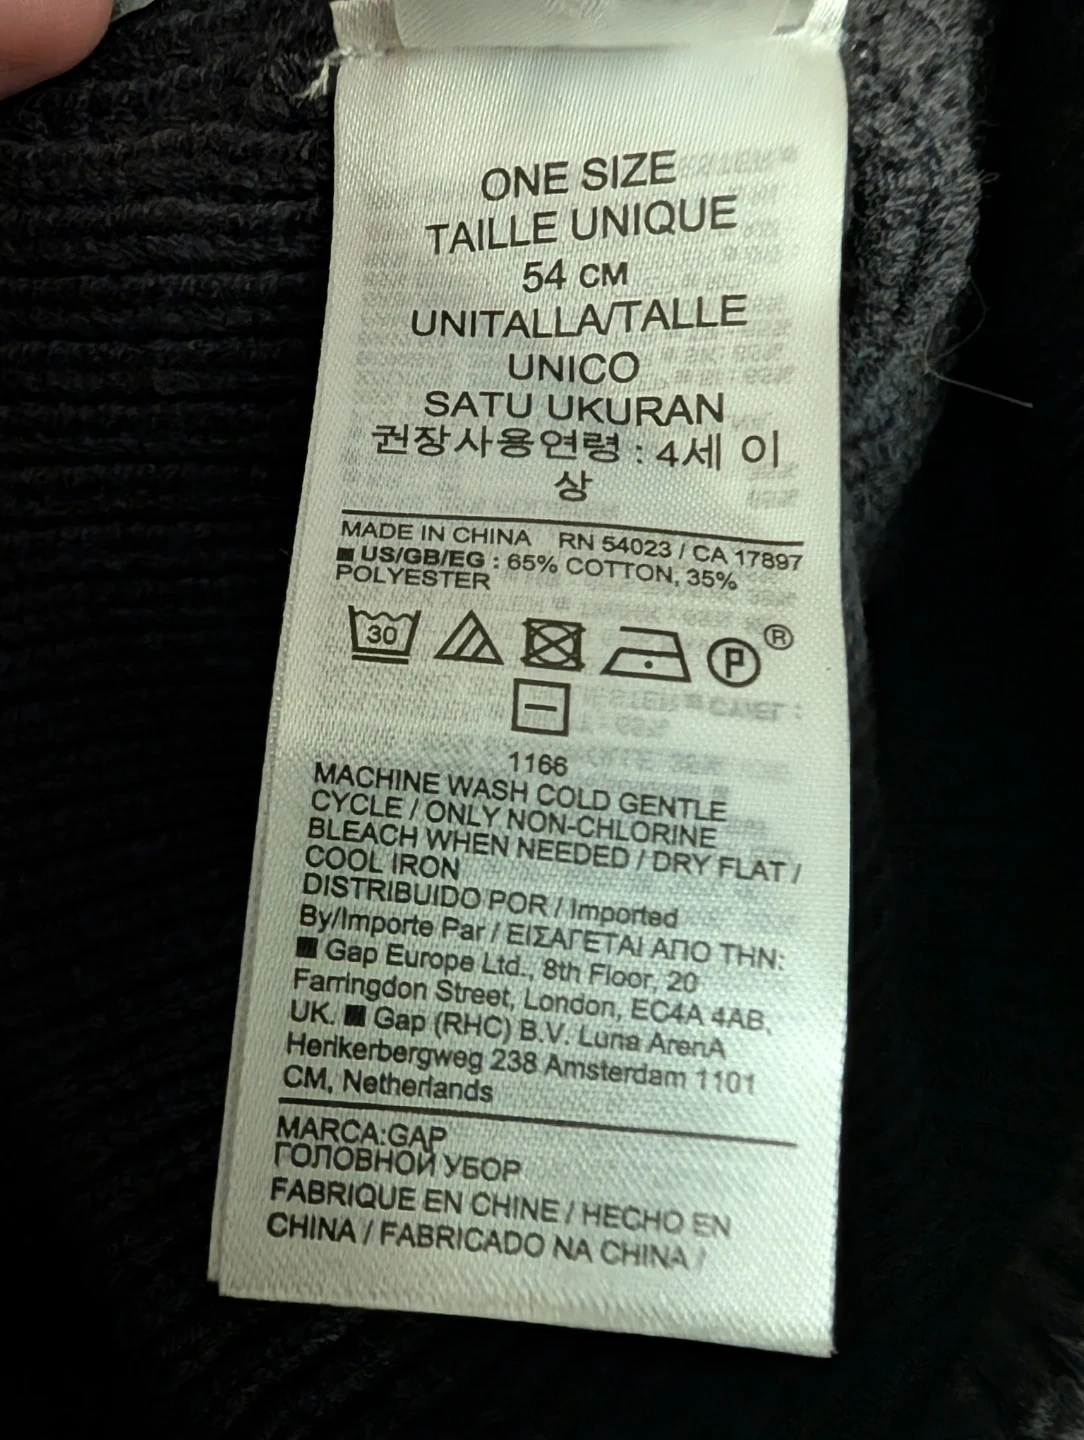 ONE SIZE
TAILLE UNIQUE
54 CM
UNITALLA/TALLE
UNICO
SATU UKURAN
권장사용연령 : 4세 이
상
MADE IN CHINA RN 54023 / CA 17897
■ US/GB/EG : 65% COTTON, 35%
POLYESTER
30
P ®
1166
MACHINE WASH COLD GENTLE
CYCLE / ONLY NON-CHLORINE
BLEACH WHEN NEEDED / DRY FLAT /
COOL IRON
DISTRIBUIDO POR / Imported
By/Importe Par / ΕΙΣΑΓΕΤΑΙ ΑΠΟ ΤΗΝ:
■ Gap Europe Ltd., 8th Floor, 20
Farringdon Street, London, EC4A 4AB,
UK. ■ Gap (RHC) B.V. Luna ArenA
Herikerbergweg 238 Amsterdam 1101
CM, Netherlands
MARCA:GAP
ГОЛОВНОЙ УБОР
FABRIQUE EN CHINE / HECHO EN
CHINA / FABRICADO NA CHINA /